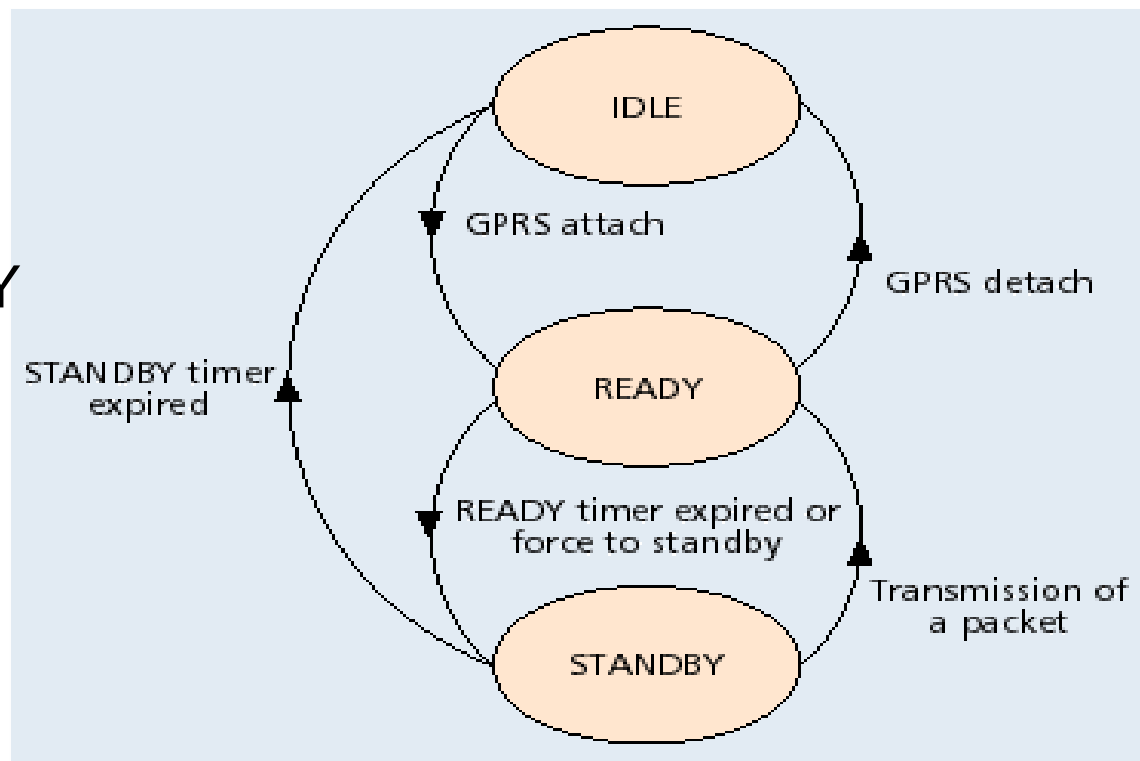 IDLE
GPRS attach
GPRS detach
Y
STANDBY timer
expired
READY
READY timer expired or
force to standby
Transmission of
a packet
STANDBY